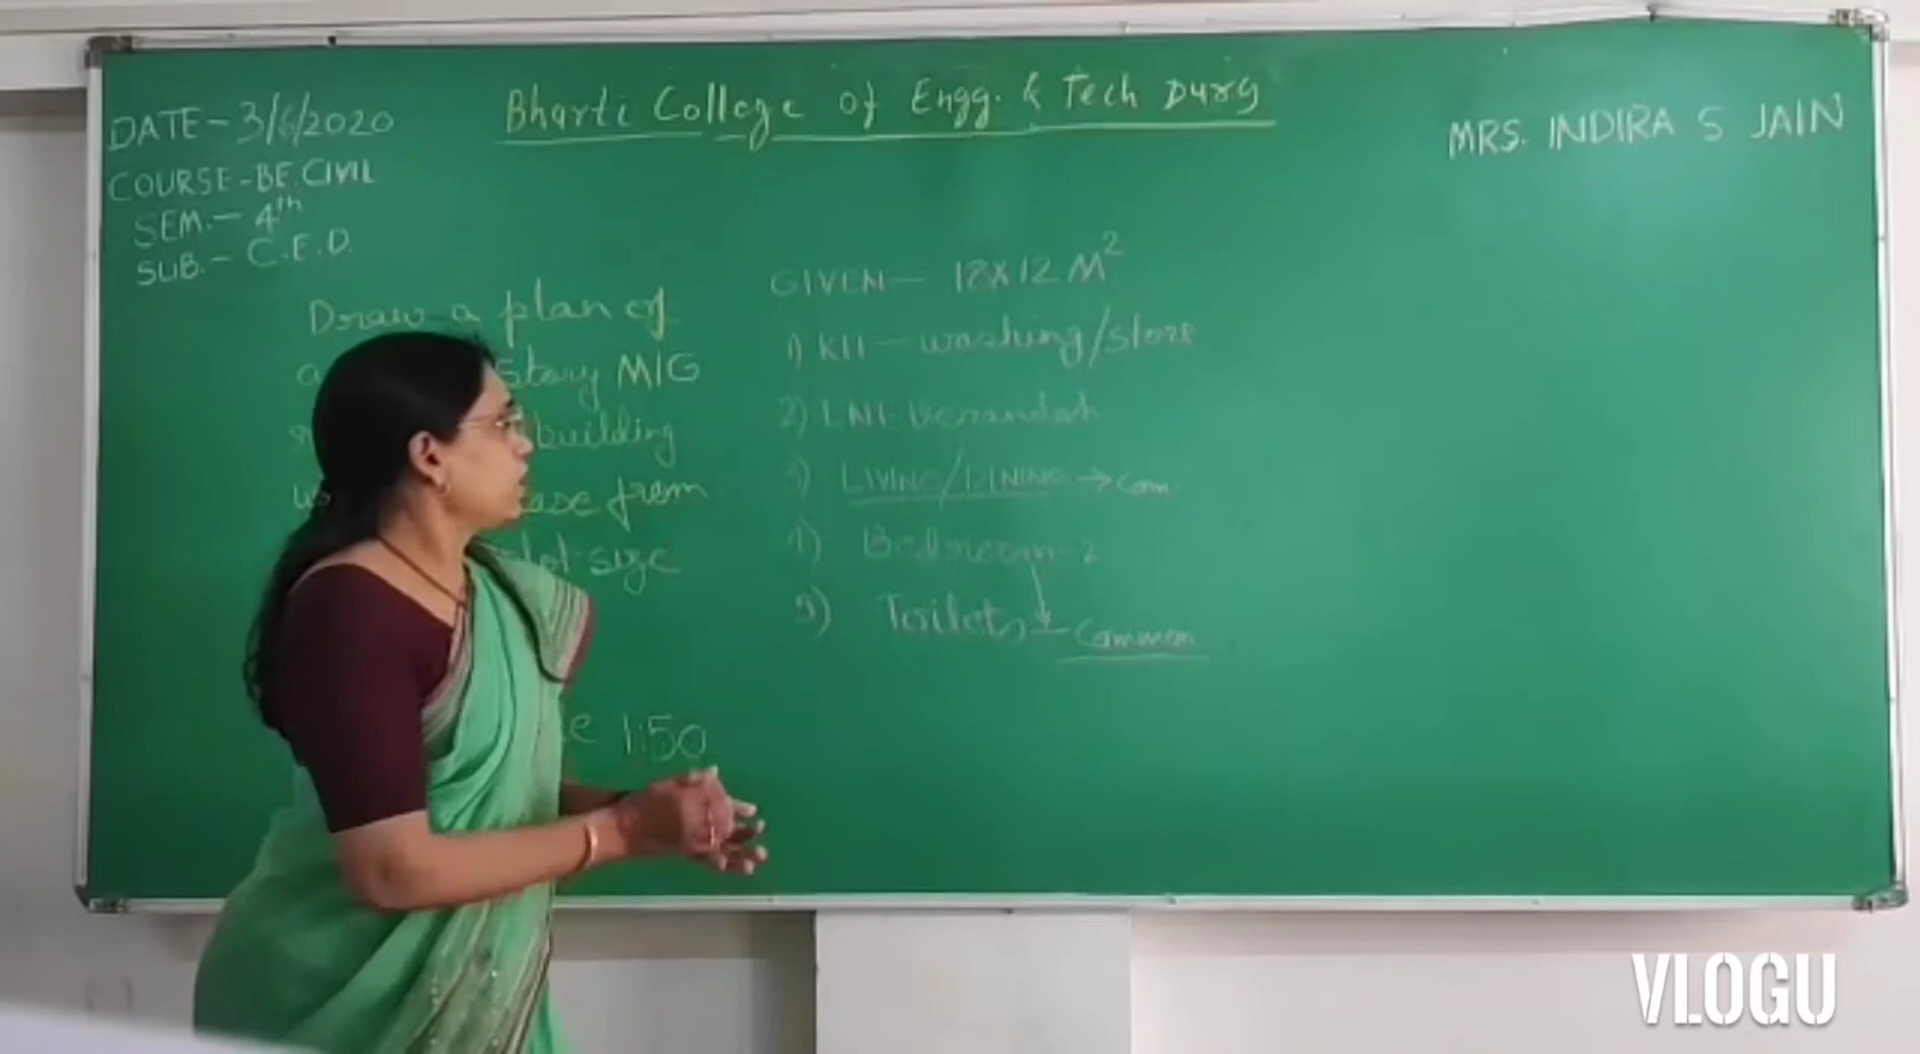 Bharti College of Engg. & Tech Durg
MRS. INDIRA S JAIN
DATE - 3/6/2020
COURSE - BE. CIVIL
SEM. - 4th
SUB. - C.E.D.
Draw a plan of
a story MIG
building
from
plot size
1:50
GIVEN - 18X12 M²
1) KIT - washing/store
2) Verandah
3) LIVING/DINING → Com
4) Bedroom - 2
5) Toilets - Common
VLOGU